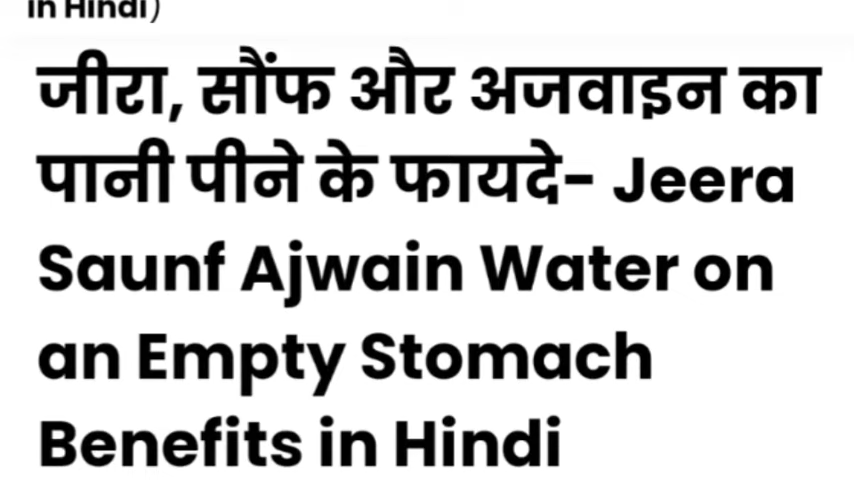 in Hindi)
जीरा, सौंफ और अजवाइन का
पानी पीने के फायदे- Jeera
Saunf Ajwain Water on
an Empty Stomach
Benefits in Hindi